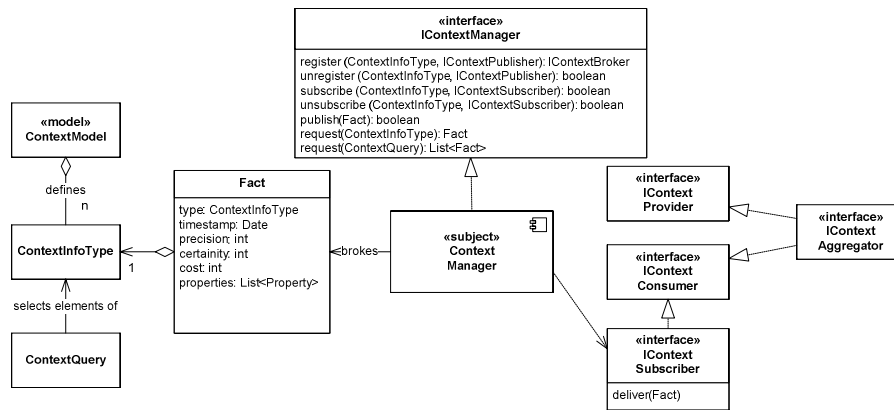 «interface»
IContextManager
register (ContextInfoType, IContextPublisher): IContextBroker
unregister (ContextInfoType, IContextPublisher): boolean
subscribe (ContextInfoType, IContextSubscriber): boolean
unsubscribe (ContextInfoType, IContextSubscriber): boolean
publish(Fact): boolean
request(ContextInfoType): Fact
request(ContextQuery): List<Fact>
«model»
ContextModel
defines
n
ContextInfoType
1
selects elements of
ContextQuery
Fact
type: ContextInfoType
timestamp: Date
precision: int
certainity: int
cost: int
properties: List<Property>
brokes
«subject»
Context
Manager
«interface»
IContext
Provider
«interface»
IContext
Consumer
«interface»
IContext
Aggregator
«interface»
IContext
Subscriber
deliver(Fact)